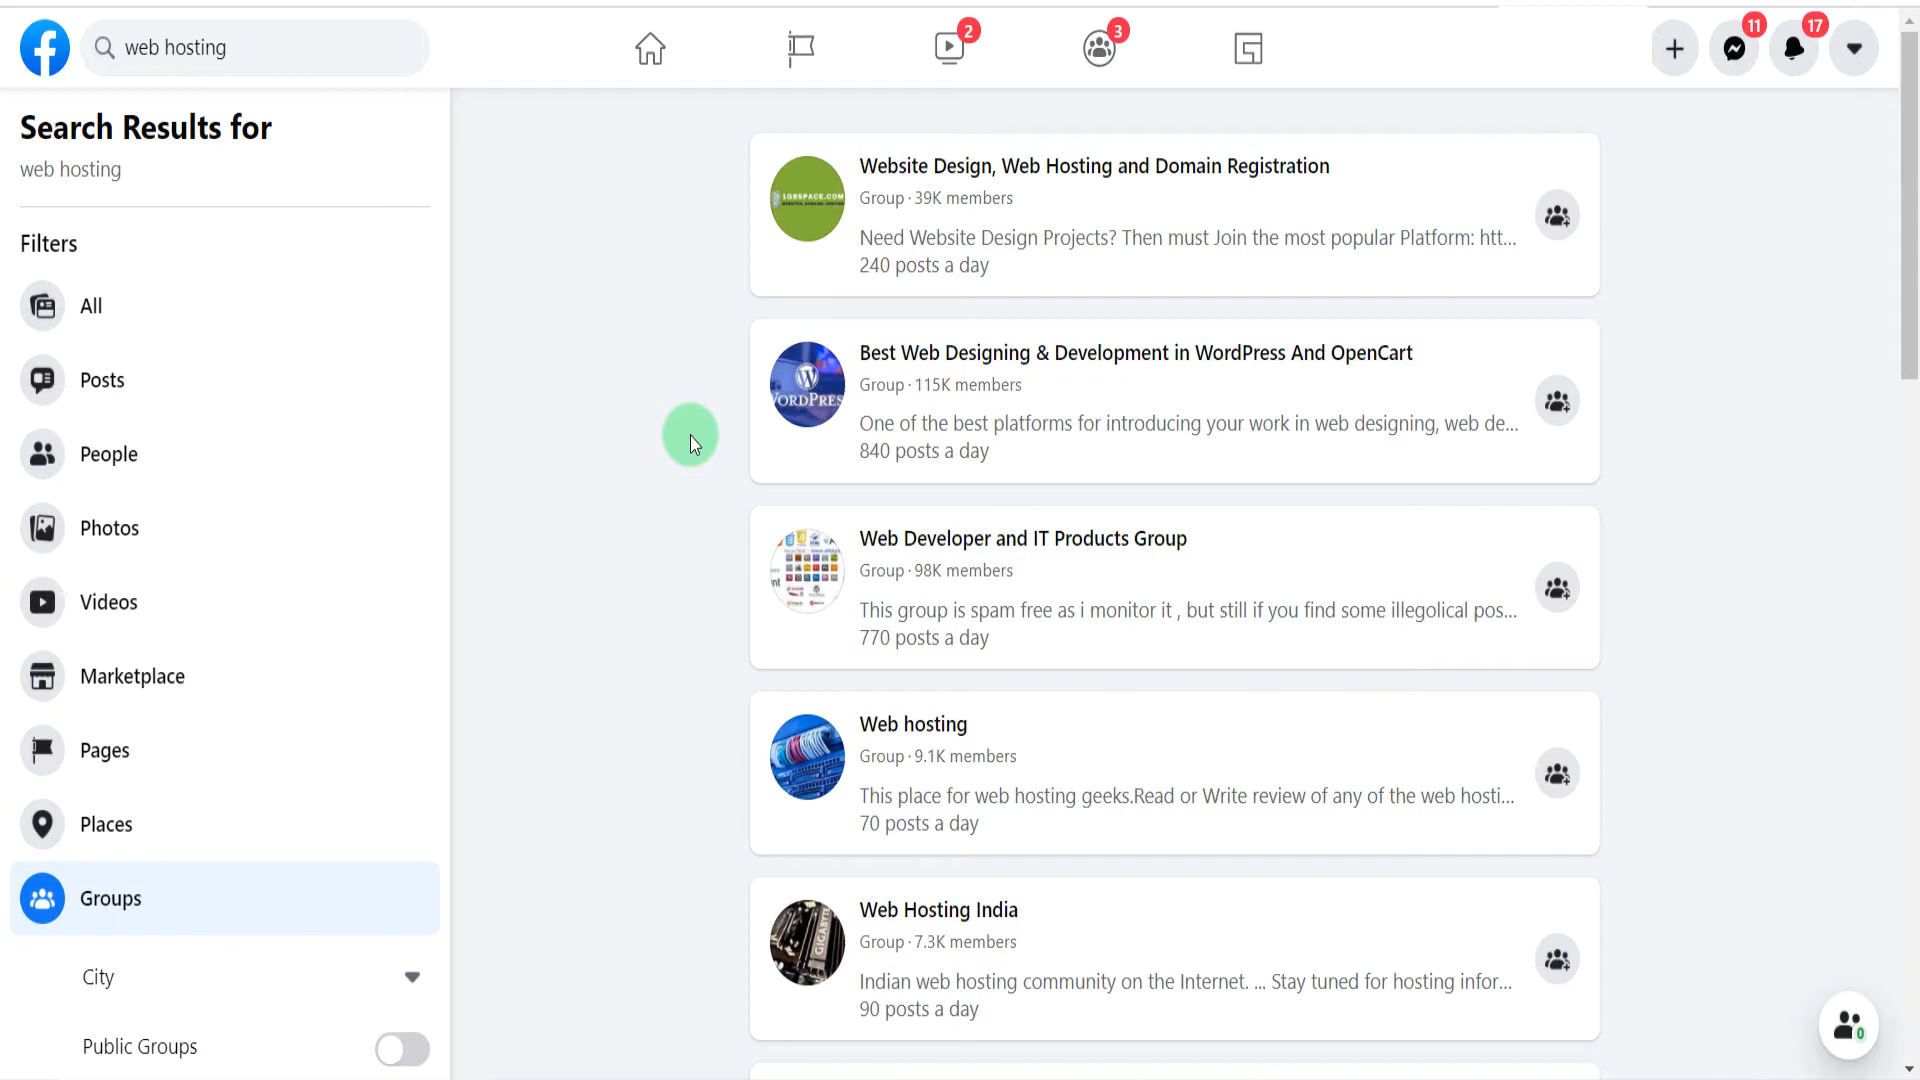 web hosting
2
3
11
17
Search Results for
web hosting
Filters
All
Posts
People
Photos
Videos
Marketplace
Pages
Places
Groups
City
Public Groups
1GBSPACE.COM
Website Design, Web Hosting and Domain Registration
Group · 39K members
Need Website Design Projects? Then must Join the most popular Platform: htt...
240 posts a day
WORDPRES
Best Web Designing & Development in WordPress And OpenCart
Group · 115K members
One of the best platforms for introducing your work in web designing, web de...
840 posts a day
Web Developer and IT Products Group
Group · 98K members
This group is spam free as i monitor it , but still if you find some illegolical pos...
770 posts a day
Web hosting
Group · 9.1K members
This place for web hosting geeks.Read or Write review of any of the web hosti...
70 posts a day
GIGABYTE
Web Hosting India
Group · 7.3K members
Indian web hosting community on the Internet. ... Stay tuned for hosting infor...
90 posts a day
0